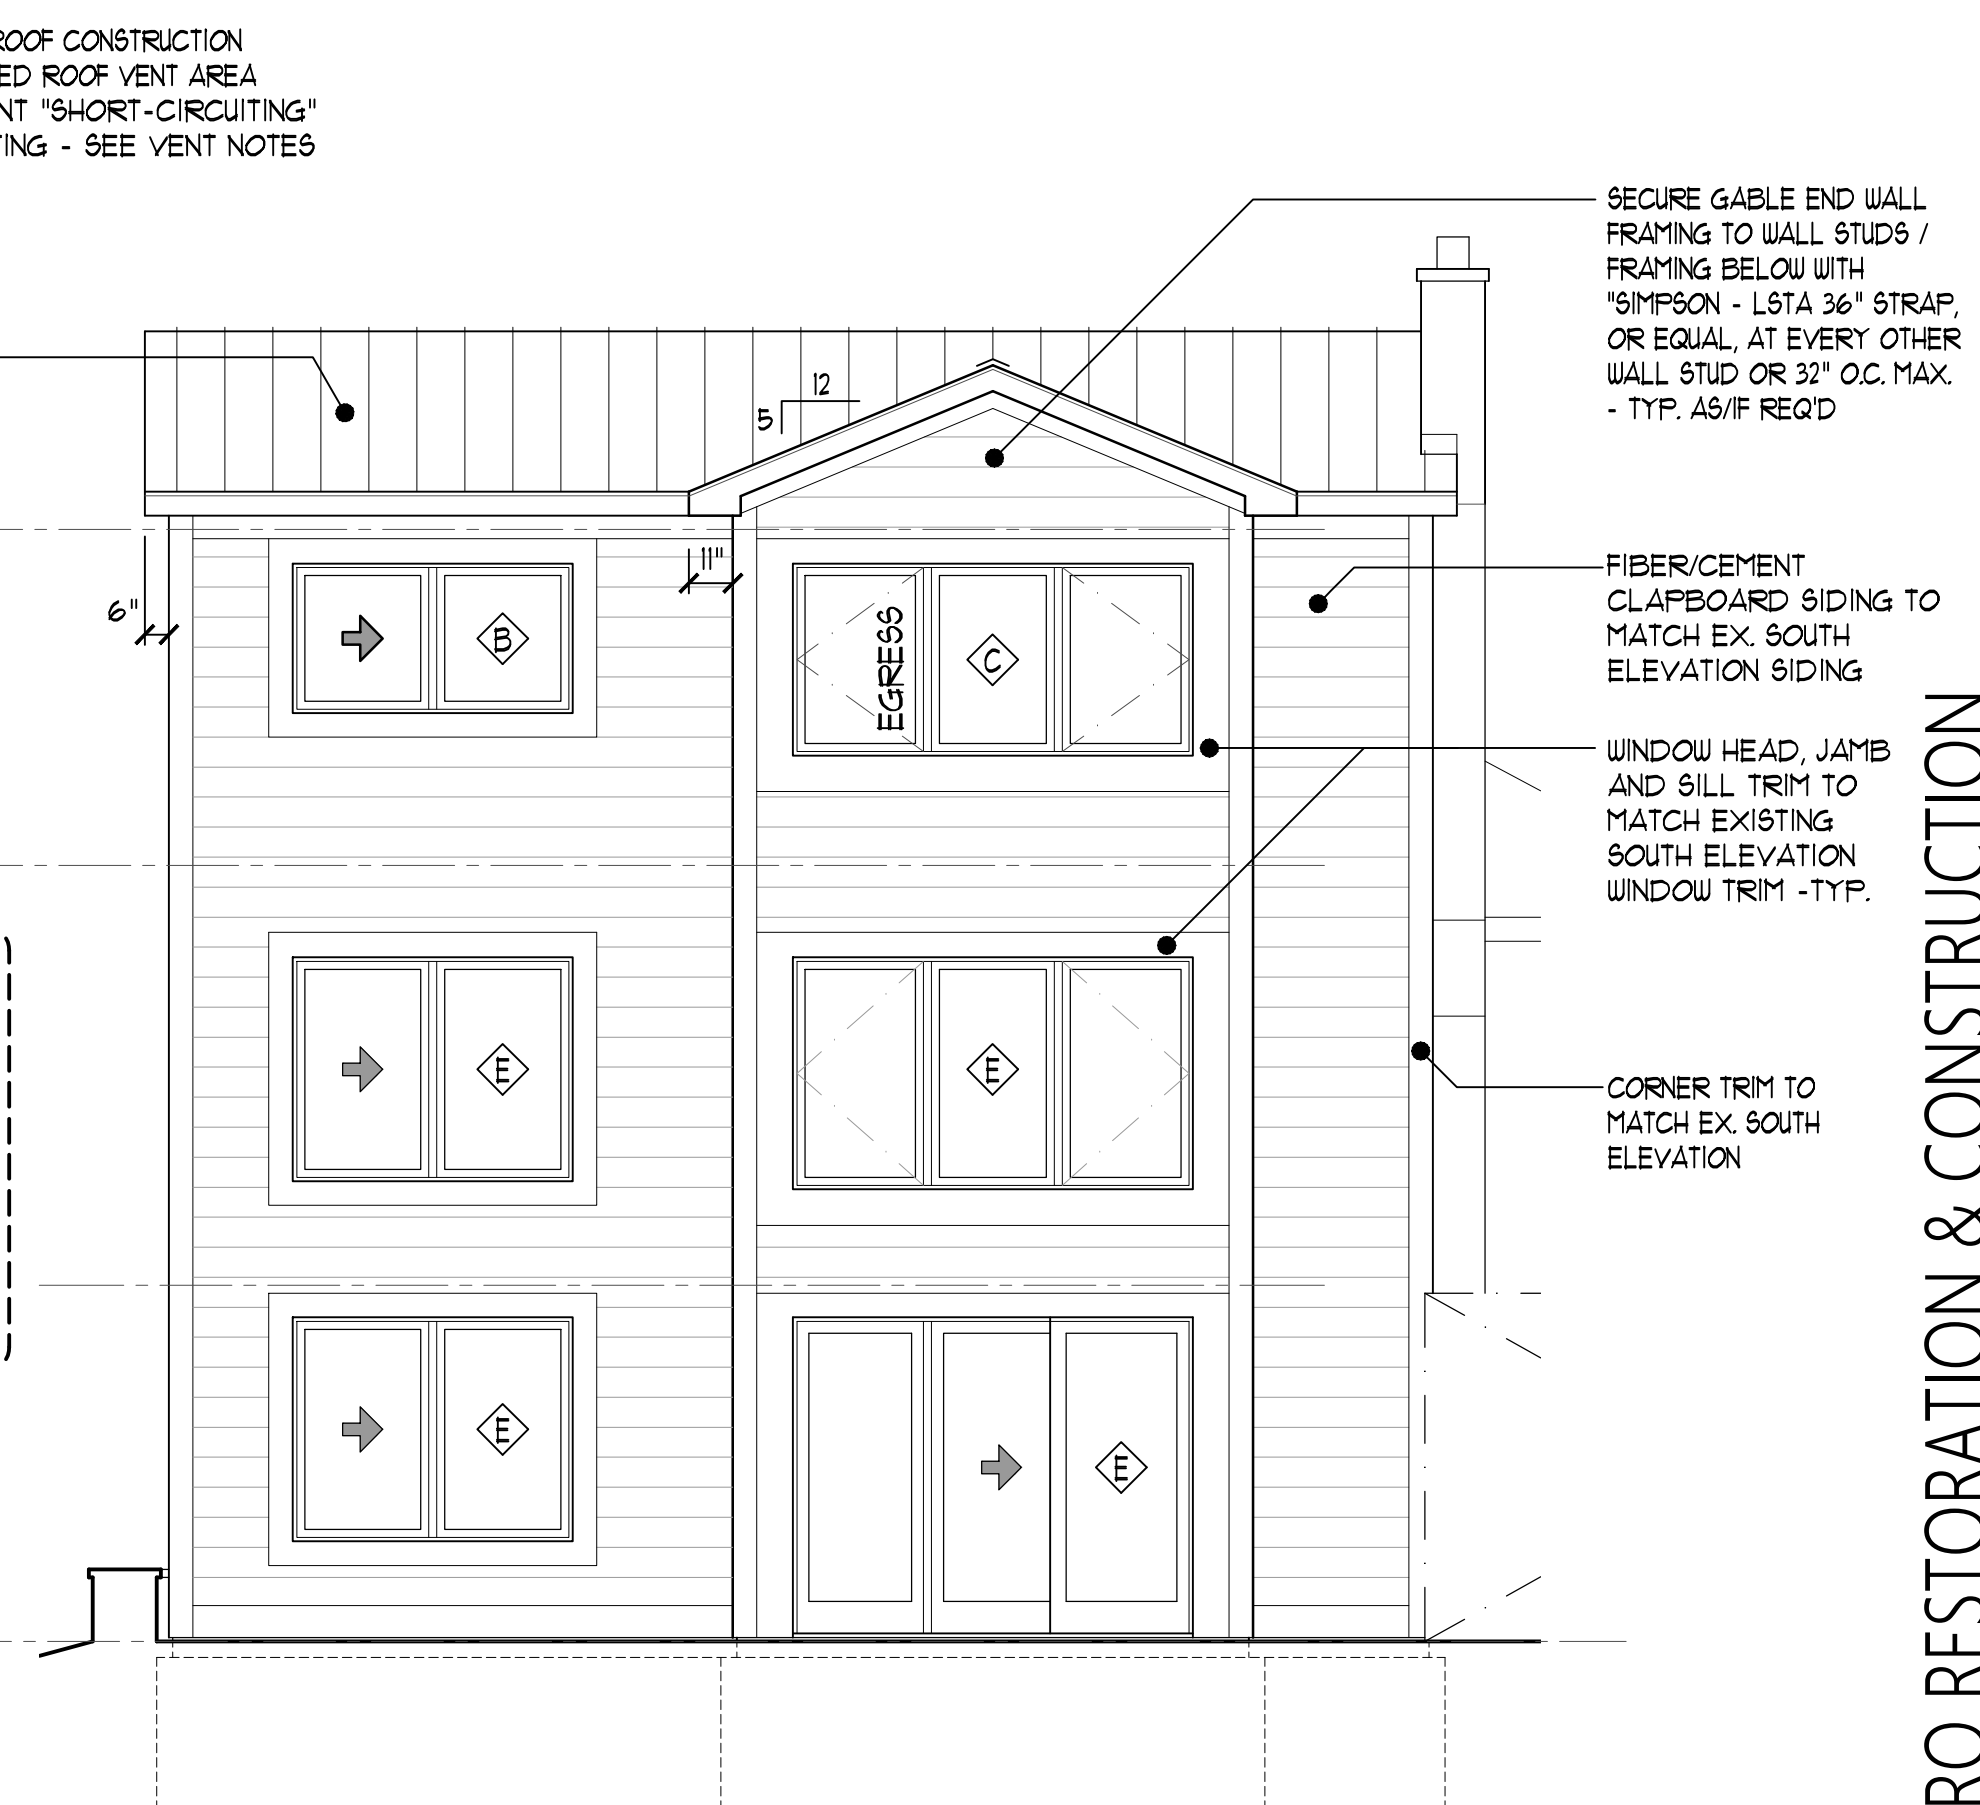 ROOF CONSTRUCTION
ED ROOF VENT AREA
NT "SHORT-CIRCUITING"
TING - SEE VENT NOTES
SECURE GABLE END WALL
FRAMING TO WALL STUDS /
FRAMING BELOW WITH
"SIMPSON - LSTA 36" STRAP,
OR EQUAL, AT EVERY OTHER
WALL STUD OR 32" O.C. MAX.
- TYP. AS/IF REQ'D
12
5
11"
6"
B
EGRESS
C
FIBER/CEMENT
CLAPBOARD SIDING TO
MATCH EX. SOUTH
ELEVATION SIDING
WINDOW HEAD, JAMB
AND SILL TRIM TO
MATCH EXISTING
SOUTH ELEVATION
WINDOW TRIM -TYP.
E
E
CORNER TRIM TO
MATCH EX. SOUTH
ELEVATION
E
E
RO RESTORATION & CONSTRUCTION